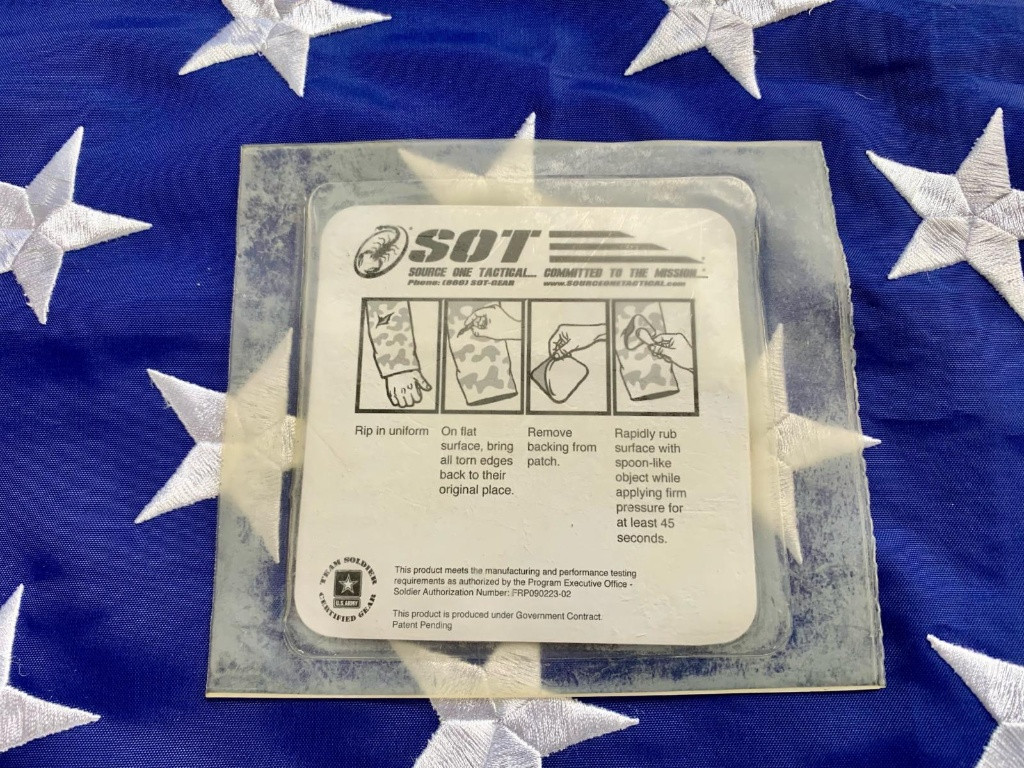 SOT
SOURCE ONE TACTICAL... COMMITTED TO THE MISSION...
Phone: (800) SOT-GEAR www.SOURCEONETACTICAL.com
Rip in uniform
On flat
surface, bring
all torn edges
back to their
original place.
Remove
backing from
patch.
Rapidly rub
surface with
spoon-like
object while
applying firm
pressure for
at least 45
seconds.
TEAM SOLDIER
U.S. ARMY
CERTIFIED GEAR
This product meets the manufacturing and performance testing
requirements as authorized by the Program Executive Office -
Soldier Authorization Number: FRP090223-02
This product is produced under Government Contract.
Patent Pending